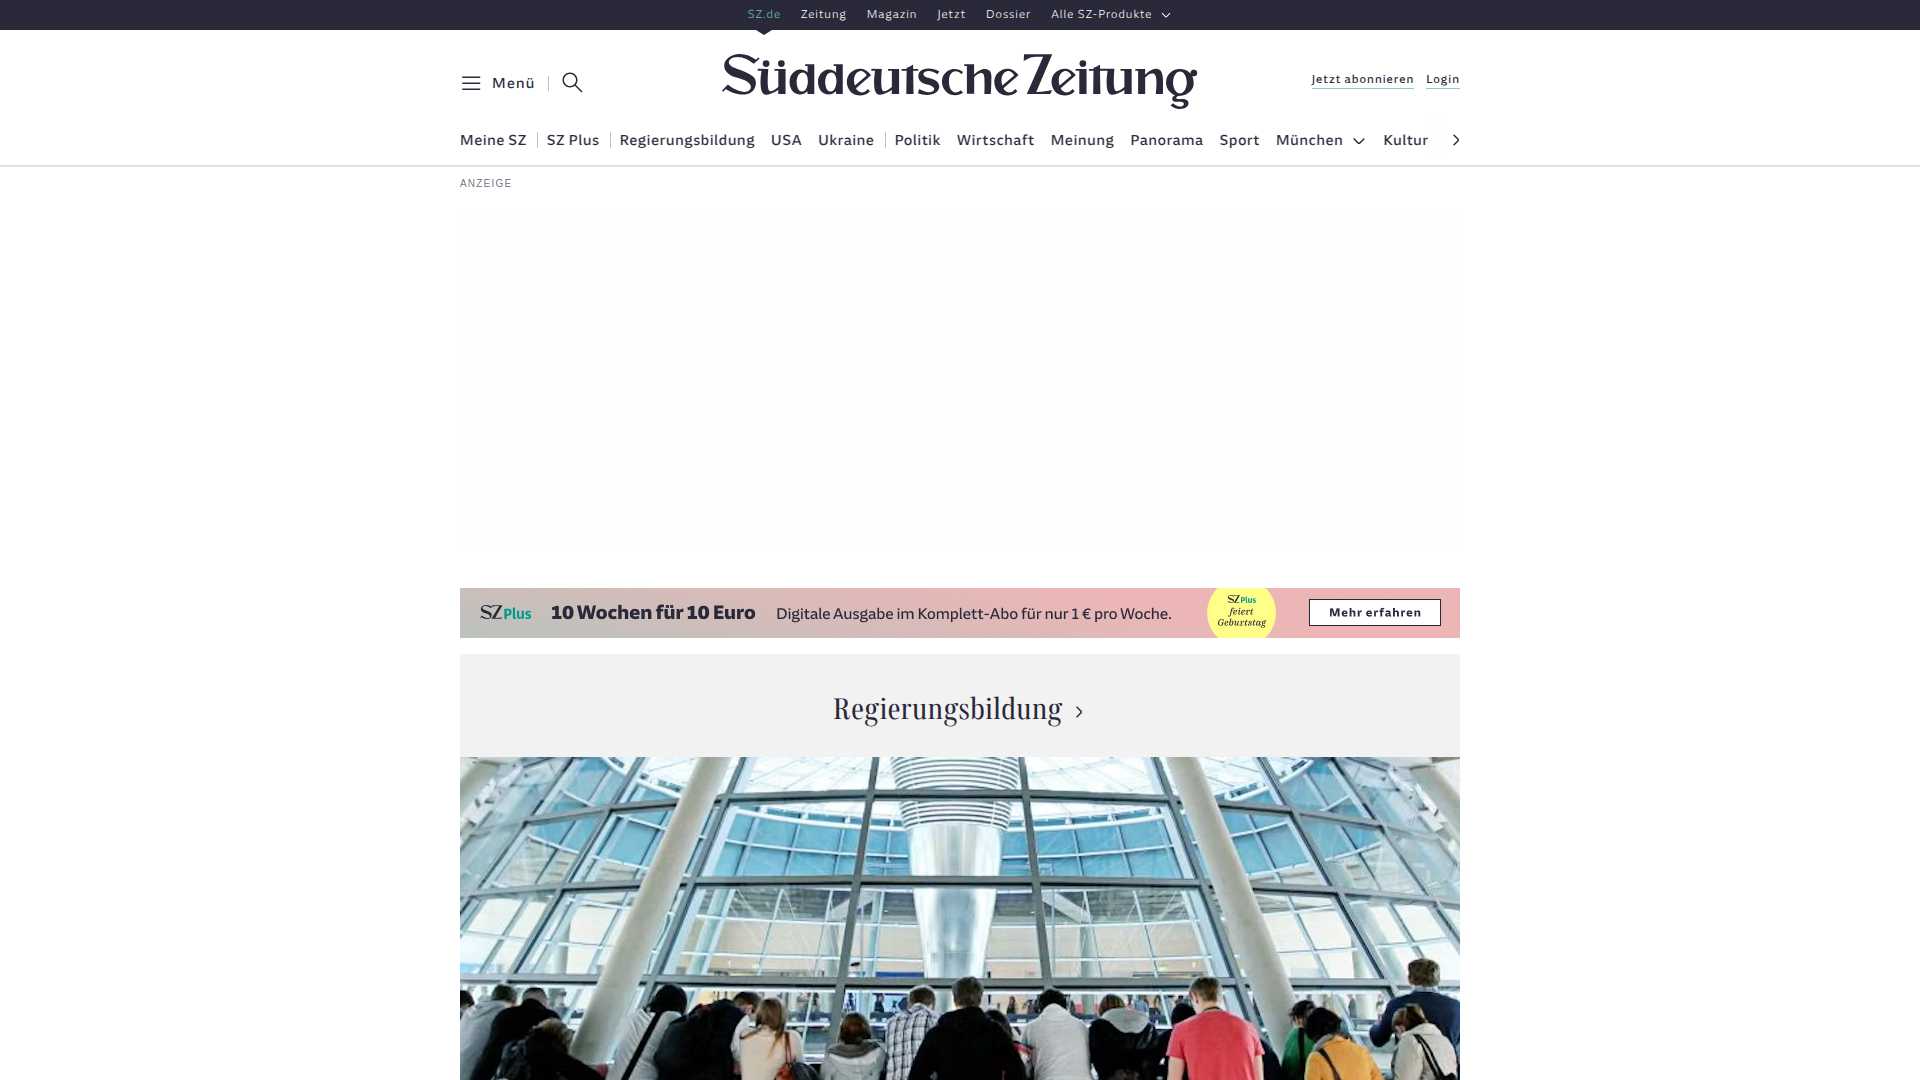 SZ.de Zeitung Magazin Jetzt Dossier Alle SZ-Produkte
Menü
Süddeutsche Zeitung
Jetzt abonnieren Login
Meine SZ SZ Plus Regierungsbildung USA Ukraine Politik Wirtschaft Meinung Panorama Sport München Kultur
ANZEIGE
SZ Plus 10 Wochen für 10 Euro Digitale Ausgabe im Komplett-Abo für nur 1 € pro Woche.
SZ Plus
feiert
Geburtstag
Mehr erfahren
Regierungsbildung